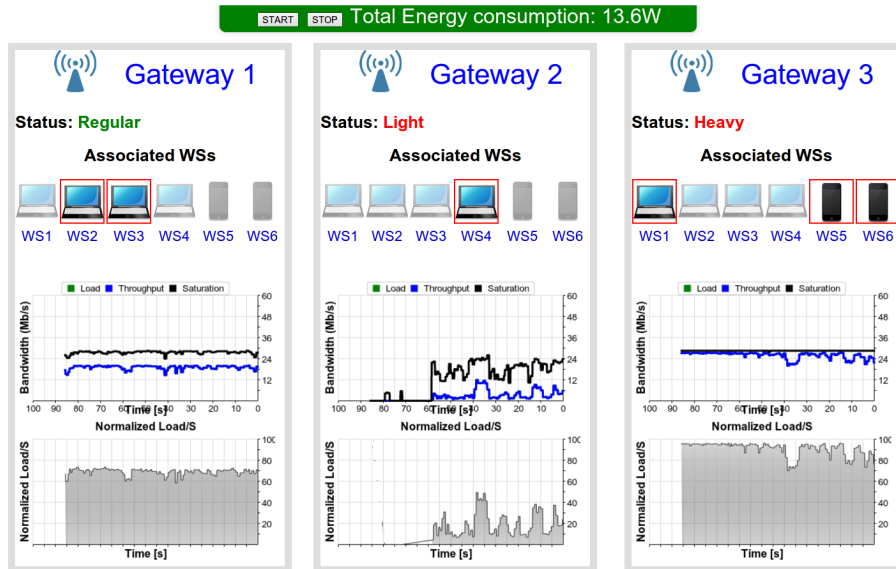 START STOP Total Energy consumption: 13.6W
Gateway 1
Status: Regular
Associated WSs
WS1 WS2 WS3 WS4 WS5 WS6
Load Throughput Saturation
Bandwidth (Mb/s)
60
48
36
24
12
100 90 80 70 60 50 40 30 20 10 0
Time [s]
Normalized Load/S
Normalized Load/S
100
80
60
40
20
Time [s]
Gateway 2
Status: Light
Associated WSs
WS1 WS2 WS3 WS4 WS5 WS6
Load Throughput Saturation
Bandwidth (Mb/s)
60
48
36
24
12
100 90 80 70 60 50 40 30 20 10 0
Time [s]
Normalized Load/S
Normalized Load/S
100
80
60
40
20
Time [s]
Gateway 3
Status: Heavy
Associated WSs
WS1 WS2 WS3 WS4 WS5 WS6
Load Throughput Saturation
Bandwidth (Mb/s)
60
48
36
24
12
100 90 80 70 60 50 40 30 20 10 0
Time [s]
Normalized Load/S
Normalized Load/S
100
80
60
40
20
Time [s]